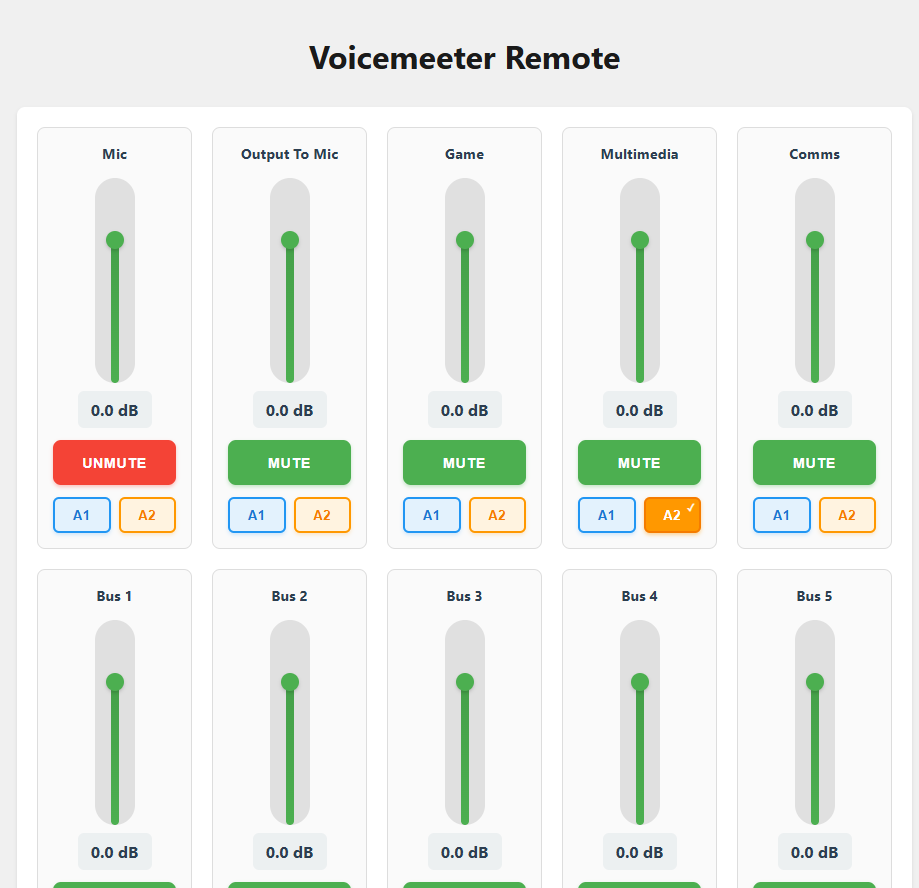 Voicemeeter Remote
Mic Output To Mic Game Multimedia Comms
0.0 dB 0.0 dB 0.0 dB 0.0 dB 0.0 dB
UNMUTE MUTE MUTE MUTE MUTE
A1 A2 A1 A2 A1 A2 A1 A2 ✓ A1 A2
Bus 1 Bus 2 Bus 3 Bus 4 Bus 5
0.0 dB 0.0 dB 0.0 dB 0.0 dB 0.0 dB